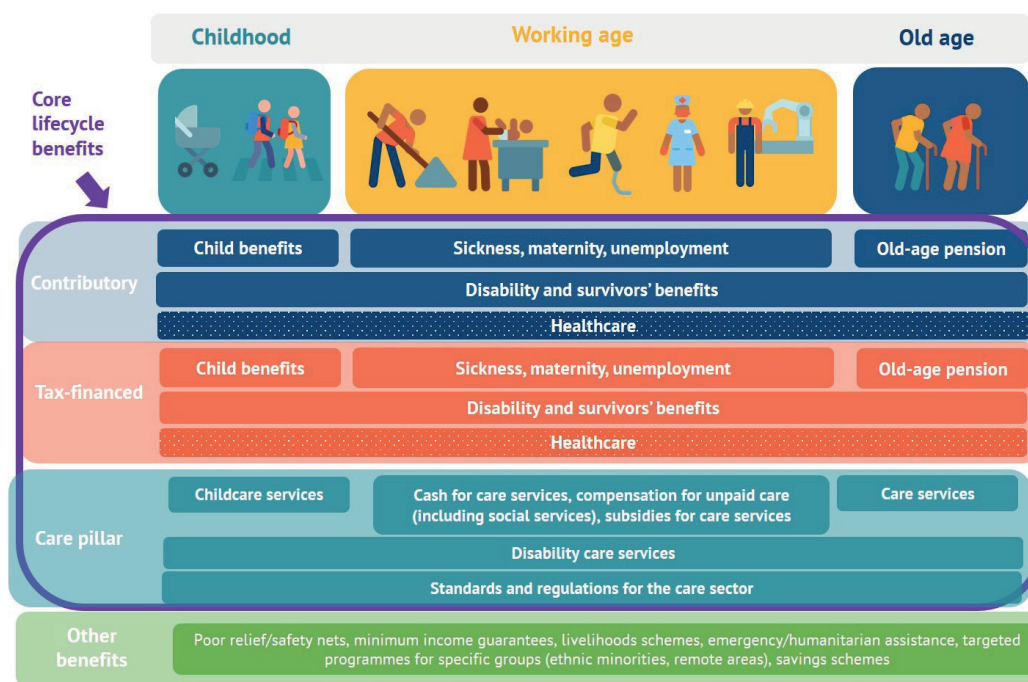 Childhood
Working age
Old age
Core
lifecycle
benefits
Contributory
Child benefits
Sickness, maternity, unemployment
Old-age pension
Disability and survivors' benefits
Healthcare
Tax-financed
Child benefits
Sickness, maternity, unemployment
Old-age pension
Disability and survivors' benefits
Healthcare
Care pillar
Childcare services
Cash for care services, compensation for unpaid care
(including social services), subsidies for care services
Care services
Disability care services
Standards and regulations for the care sector
Other
benefits
Poor relief/safety nets, minimum income guarantees, livelihoods schemes, emergency/humanitarian assistance, targeted
programmes for specific groups (ethnic minorities, remote areas), savings schemes